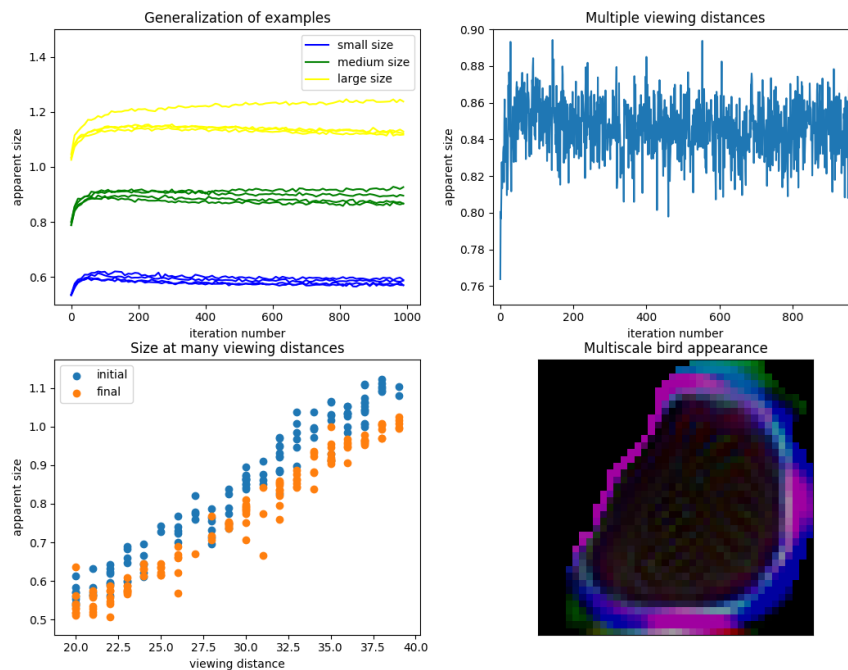 Generalization of examples
1.4
1.2
1.0
0.8
0.6
apparent size
small size
medium size
large size
0 200 400 600 800 1000
iteration number
Multiple viewing distances
0.90
0.88
0.86
0.84
0.82
0.80
0.78
0.76
apparent size
0 200 400 600 800
iteration number
Size at many viewing distances
1.1
1.0
0.9
0.8
0.7
0.6
0.5
apparent size
initial
final
20.0 22.5 25.0 27.5 30.0 32.5 35.0 37.5 40.0
viewing distance
Multiscale bird appearance